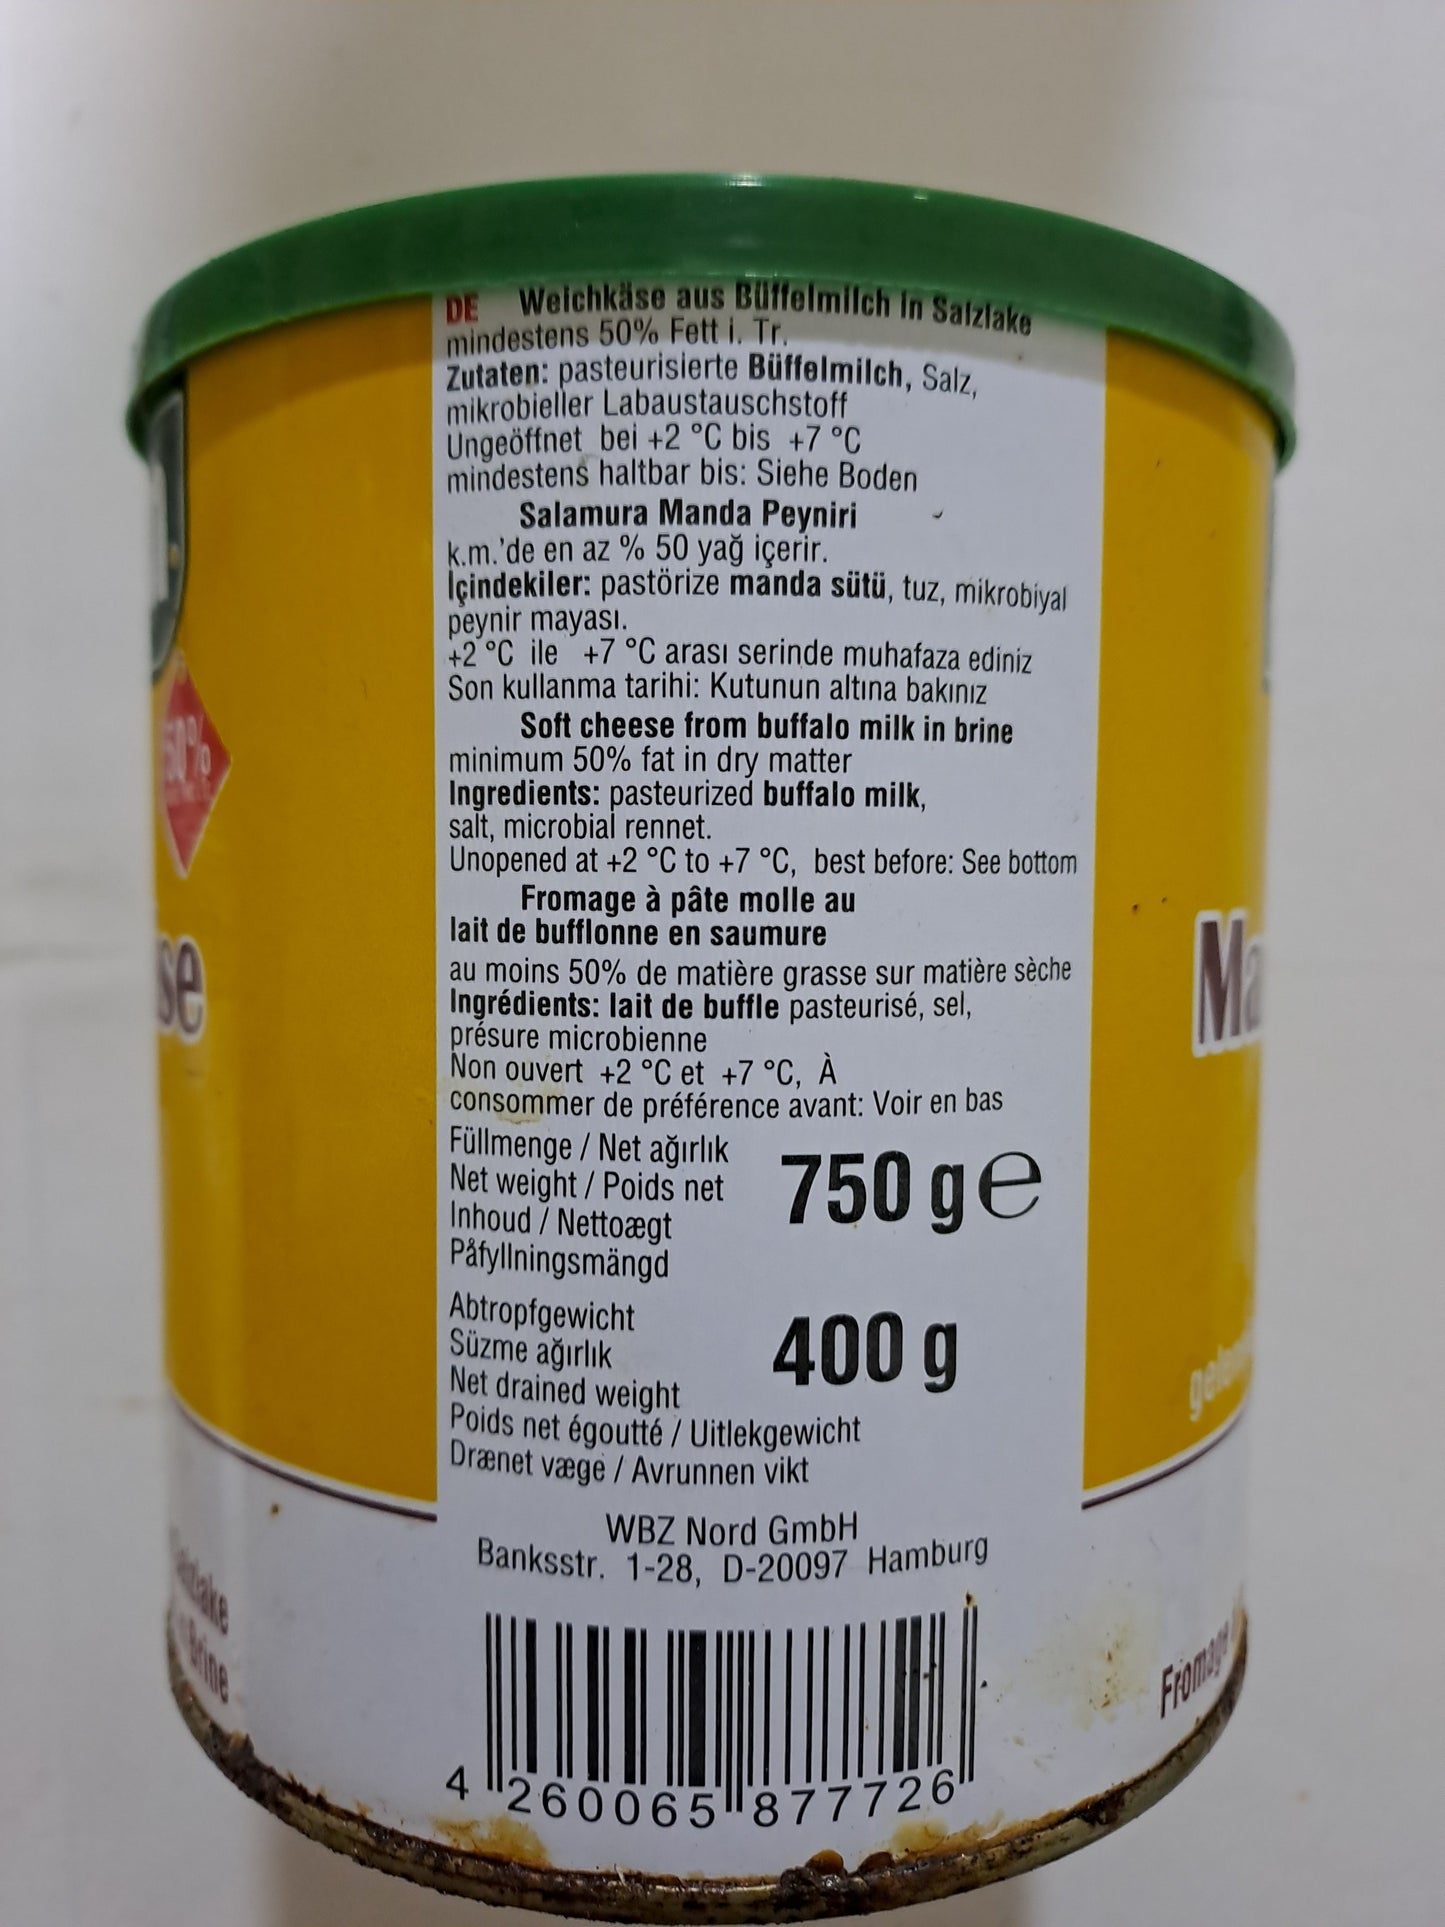 DE Weichkäse aus Büffelmilch in Salzlake
mindestens 50% Fett i. Tr.
Zutaten: pasteurisierte Büffelmilch, Salz,
mikrobieller Labaustauschstoff
Ungeöffnet bei +2 °C bis +7 °C
mindestens haltbar bis: Siehe Boden
Salamura Manda Peyniri
k.m.'de en az % 50 yağ içerir.
İçindekiler: pastörize manda sütü, tuz, mikrobiyal
peynir mayası.
+2 °C ile +7 °C arası serinde muhafaza ediniz
Son kullanma tarihi: Kutunun altına bakınız
Soft cheese from buffalo milk in brine
minimum 50% fat in dry matter
Ingredients: pasteurized buffalo milk,
salt, microbial rennet.
Unopened at +2 °C to +7 °C, best before: See bottom
Fromage à pâte molle au
lait de bufflonne en saumure
au moins 50% de matière grasse sur matière sèche
Ingrédients: lait de buffle pasteurisé, sel,
présure microbienne
Non ouvert +2 °C et +7 °C, À
consommer de préférence avant: Voir en bas
Füllmenge / Net ağırlık
Net weight / Poids net
Inhoud / Nettoægt
Påfyllningsmängd
750 g e
Abtropfgewicht
Süzme ağırlık
Net drained weight
Poids net égoutté / Uitlekgewicht
Drænet væge / Avrunnen vikt
400 g
WBZ Nord GmbH
Banksstr. 1-28, D-20097 Hamburg
4 260065 877726
50%
se
Brine
Ma
Fromage